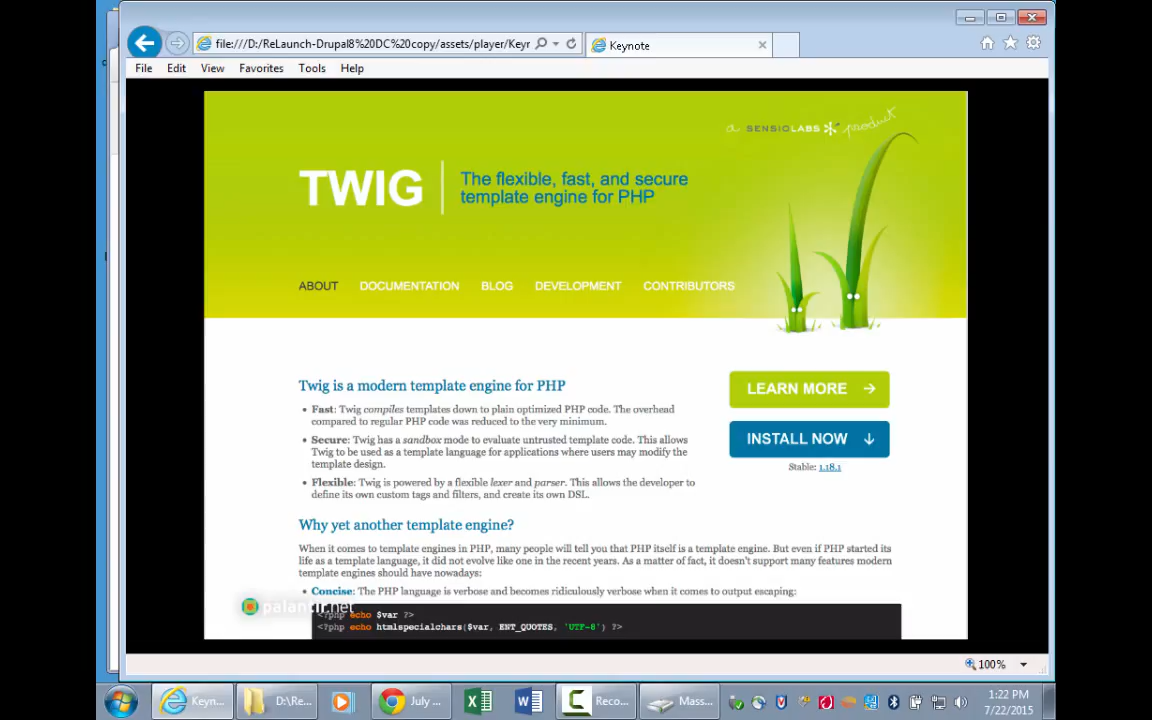 file:///D:/ReLaunch-Drupal8%20DC%20copy/assets/player/Keyr
Keynote
File Edit View Favorites Tools Help
a SENSIOLABS product
TWIG
The flexible, fast, and secure
template engine for PHP
ABOUT DOCUMENTATION BLOG DEVELOPMENT CONTRIBUTORS
Twig is a modern template engine for PHP
• Fast: Twig compiles templates down to plain optimized PHP code. The overhead
compared to regular PHP code was reduced to the very minimum.
• Secure: Twig has a sandbox mode to evaluate untrusted template code. This allows
Twig to be used as a template language for applications where users may modify the
template design.
• Flexible: Twig is powered by a flexible lexer and parser. This allows the developer to
define its own custom tags and filters, and create its own DSL.
LEARN MORE →
INSTALL NOW ↓
Stable: 1.18.1
Why yet another template engine?
When it comes to template engines in PHP, many people will tell you that PHP itself is a template engine. But even if PHP started its
life as a template language, it did not evolve like one in the recent years. As a matter of fact, it doesn't support many features modern
template engines should have nowadays:
• Concise: The PHP language is verbose and becomes ridiculously verbose when it comes to output escaping:
palantir.net
<?php echo $var ?>
<?php echo htmlspecialchars($var, ENT_QUOTES, 'UTF-8') ?>
100%
Keyn... D:\Re... July ... Reco... Mass...
1:22 PM
7/22/2015